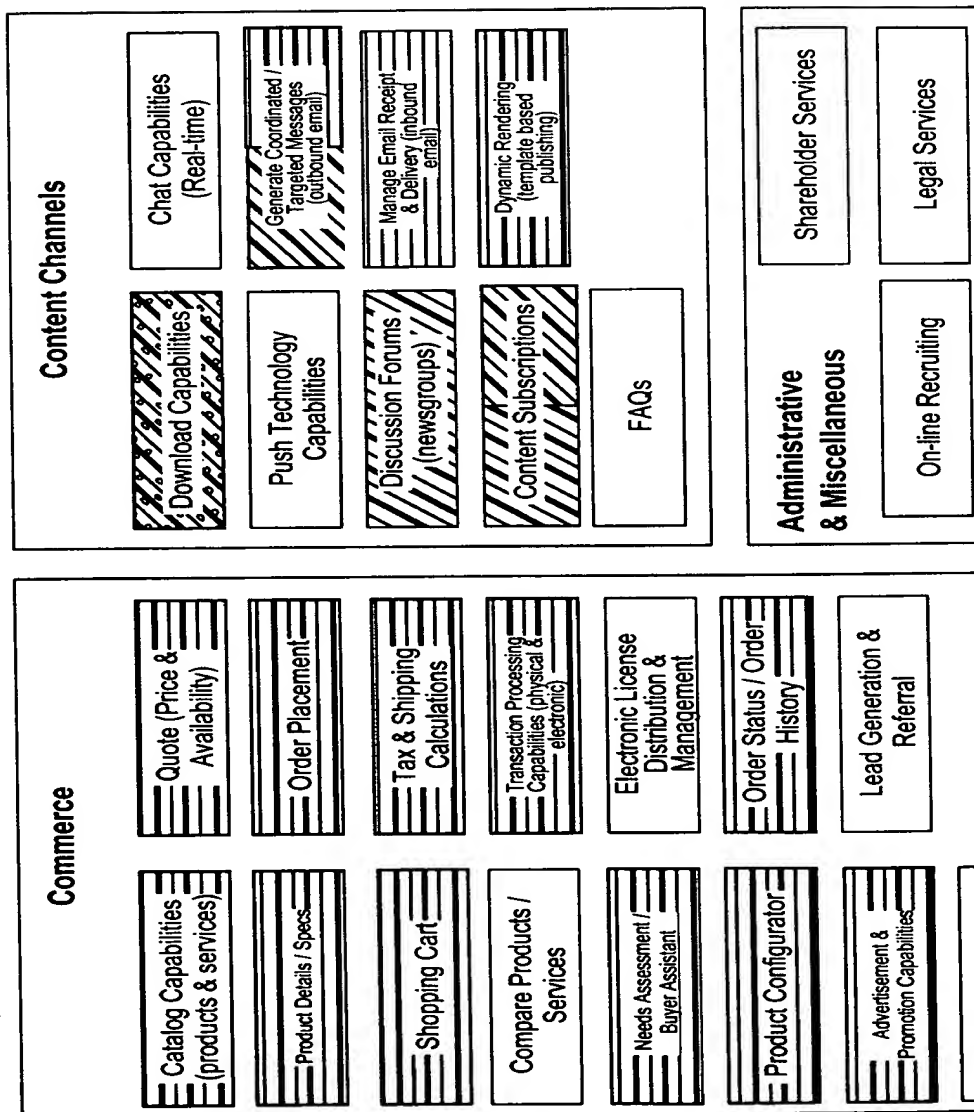 Commerce
Catalog Capabilities
(products & services)
Quote (Price &
Availability)
Product Details / Specs
Order Placement
Shopping Cart
Tax & Shipping
Calculations
Compare Products /
Services
Transaction Processing
Capabilities (physical &
electronic)
Needs Assessment /
Buyer Assistant
Electronic License
Distribution &
Management
Product Configurator
Order Status / Order
History
Advertisement &
Promotion Capabilities
Lead Generation &
Referral
Content Channels
Download Capabilities
Chat Capabilities
(Real-time)
Push Technology
Capabilities
Generate Coordinated /
Targeted Messages
(outbound email)
Discussion Forums
(newsgroups)
Manage Email Receipt
& Delivery (inbound
email)
Content Subscriptions
Dynamic Rendering
(template based
publishing)
FAQs
Administrative
& Miscellaneous
Shareholder Services
On-line Recruiting
Legal Services